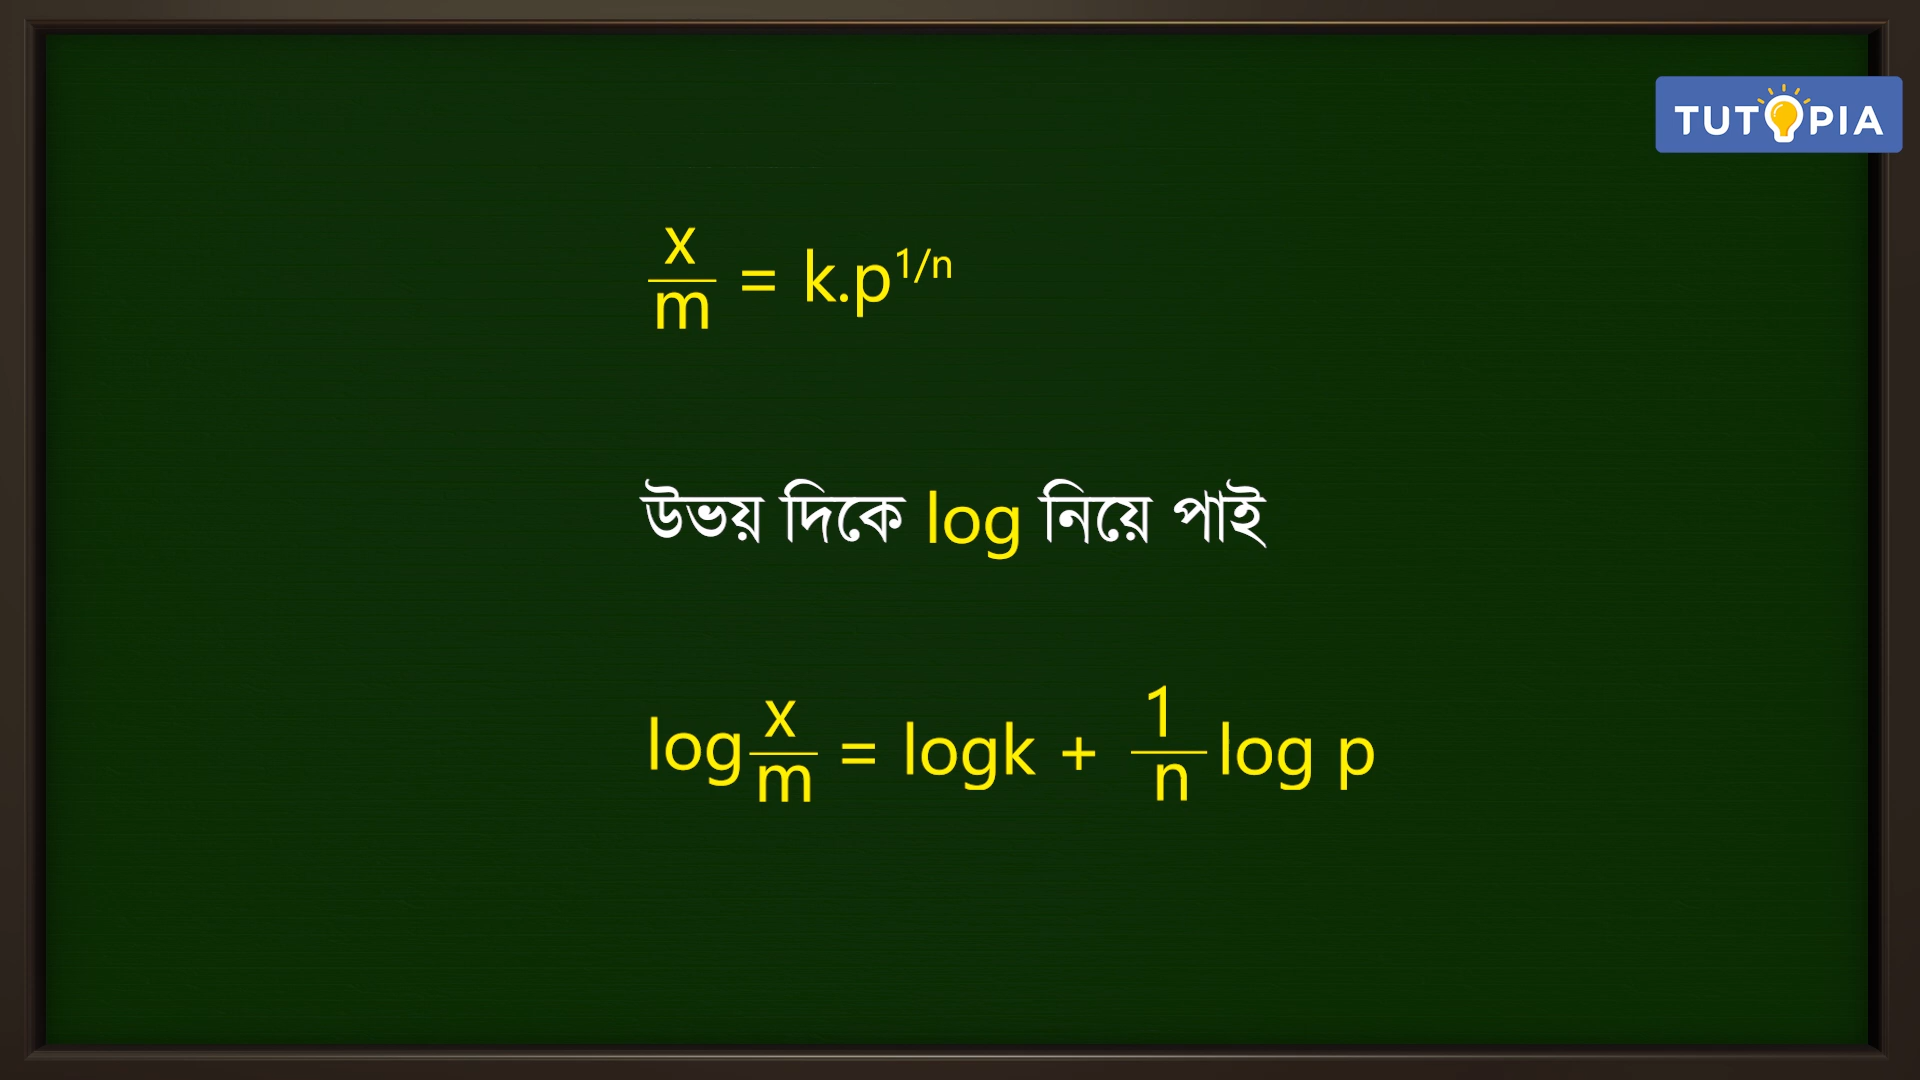 TUTOPIA
x/m = k.p^1/n
উভয় দিকে log নিয়ে পাই
log x/m = logk + 1/n log p